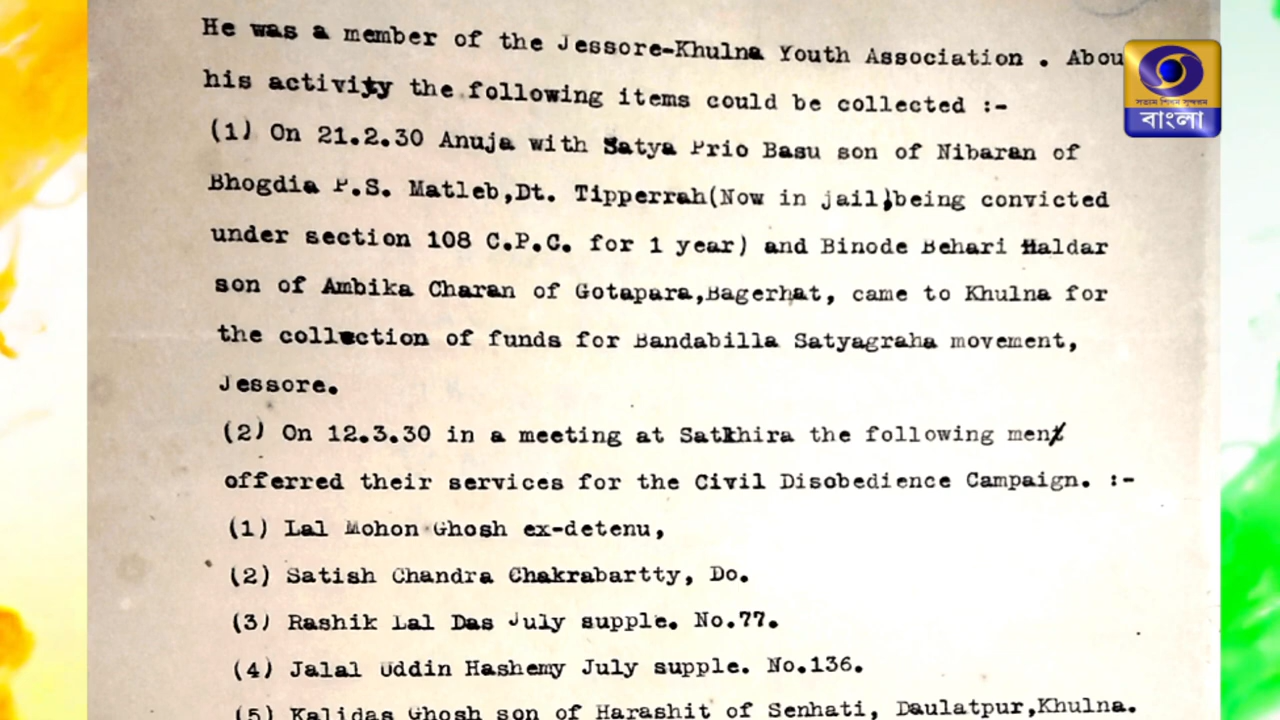 He was a member of the Jessore-Khulna Youth Association . Abou
his activity the following items could be collected :-
(1) On 21.2.30 Anuja with Satya Prio Basu son of Nibaran of
Bhogdia P.S. Matleb,Dt. Tipperrah(Now in jail)being convicted
under section 108 C.P.C. for 1 year) and Binode Behari Haldar
son of Ambika Charan of Gotapara,Bagerhat, came to Khulna for
the collection of funds for Bandabilla Satyagraha movement,
Jessore.
(2) On 12.3.30 in a meeting at Satkhira the following men
offerred their services for the Civil Disobedience Campaign. :-
(1) Lal Mohon Ghosh ex-detenu,
(2) Satish Chandra Chakrabartty, Do.
(3) Rashik Lal Das July supple. No.77.
(4) Jalal Uddin Hashemy July supple. No.136.
(5) Kalidas Ghosh son of Harashit of Senhati, Daulatpur,Khulna.
সত্যম শিবম সুন্দরম
বাংলা